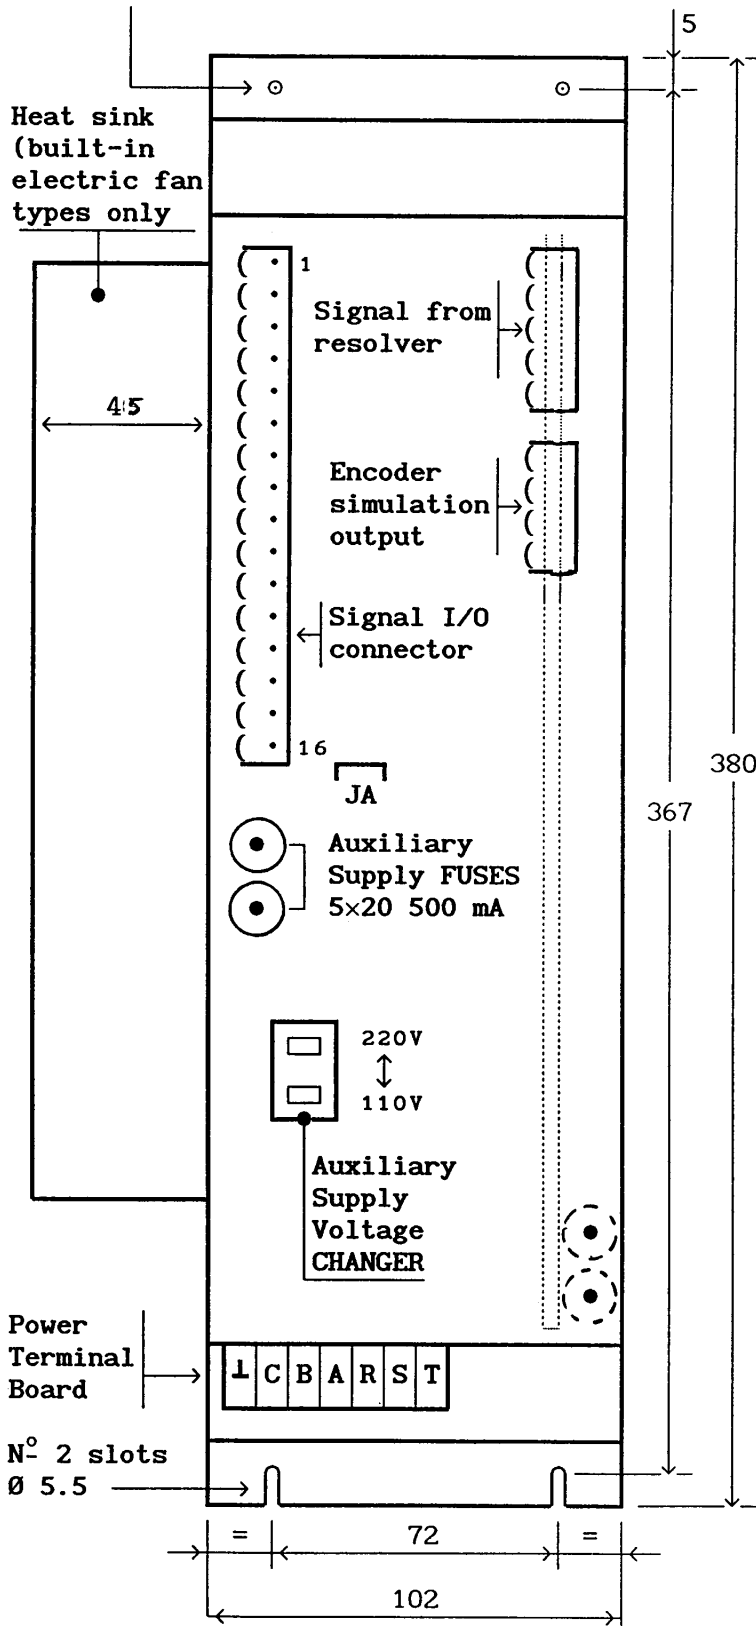 5
Heat sink
(built-in
electric fan
types only
1
Signal from
resolver
45
Encoder
simulation
output
Signal I/O
connector
16
JA
380
367
Auxiliary
Supply FUSES
5×20 500 mA
220V
110V
Auxiliary
Supply
Voltage
CHANGER
Power
Terminal
Board
⊥ C B A R S T
Nº 2 slots
Ø 5.5
= 72 =
102